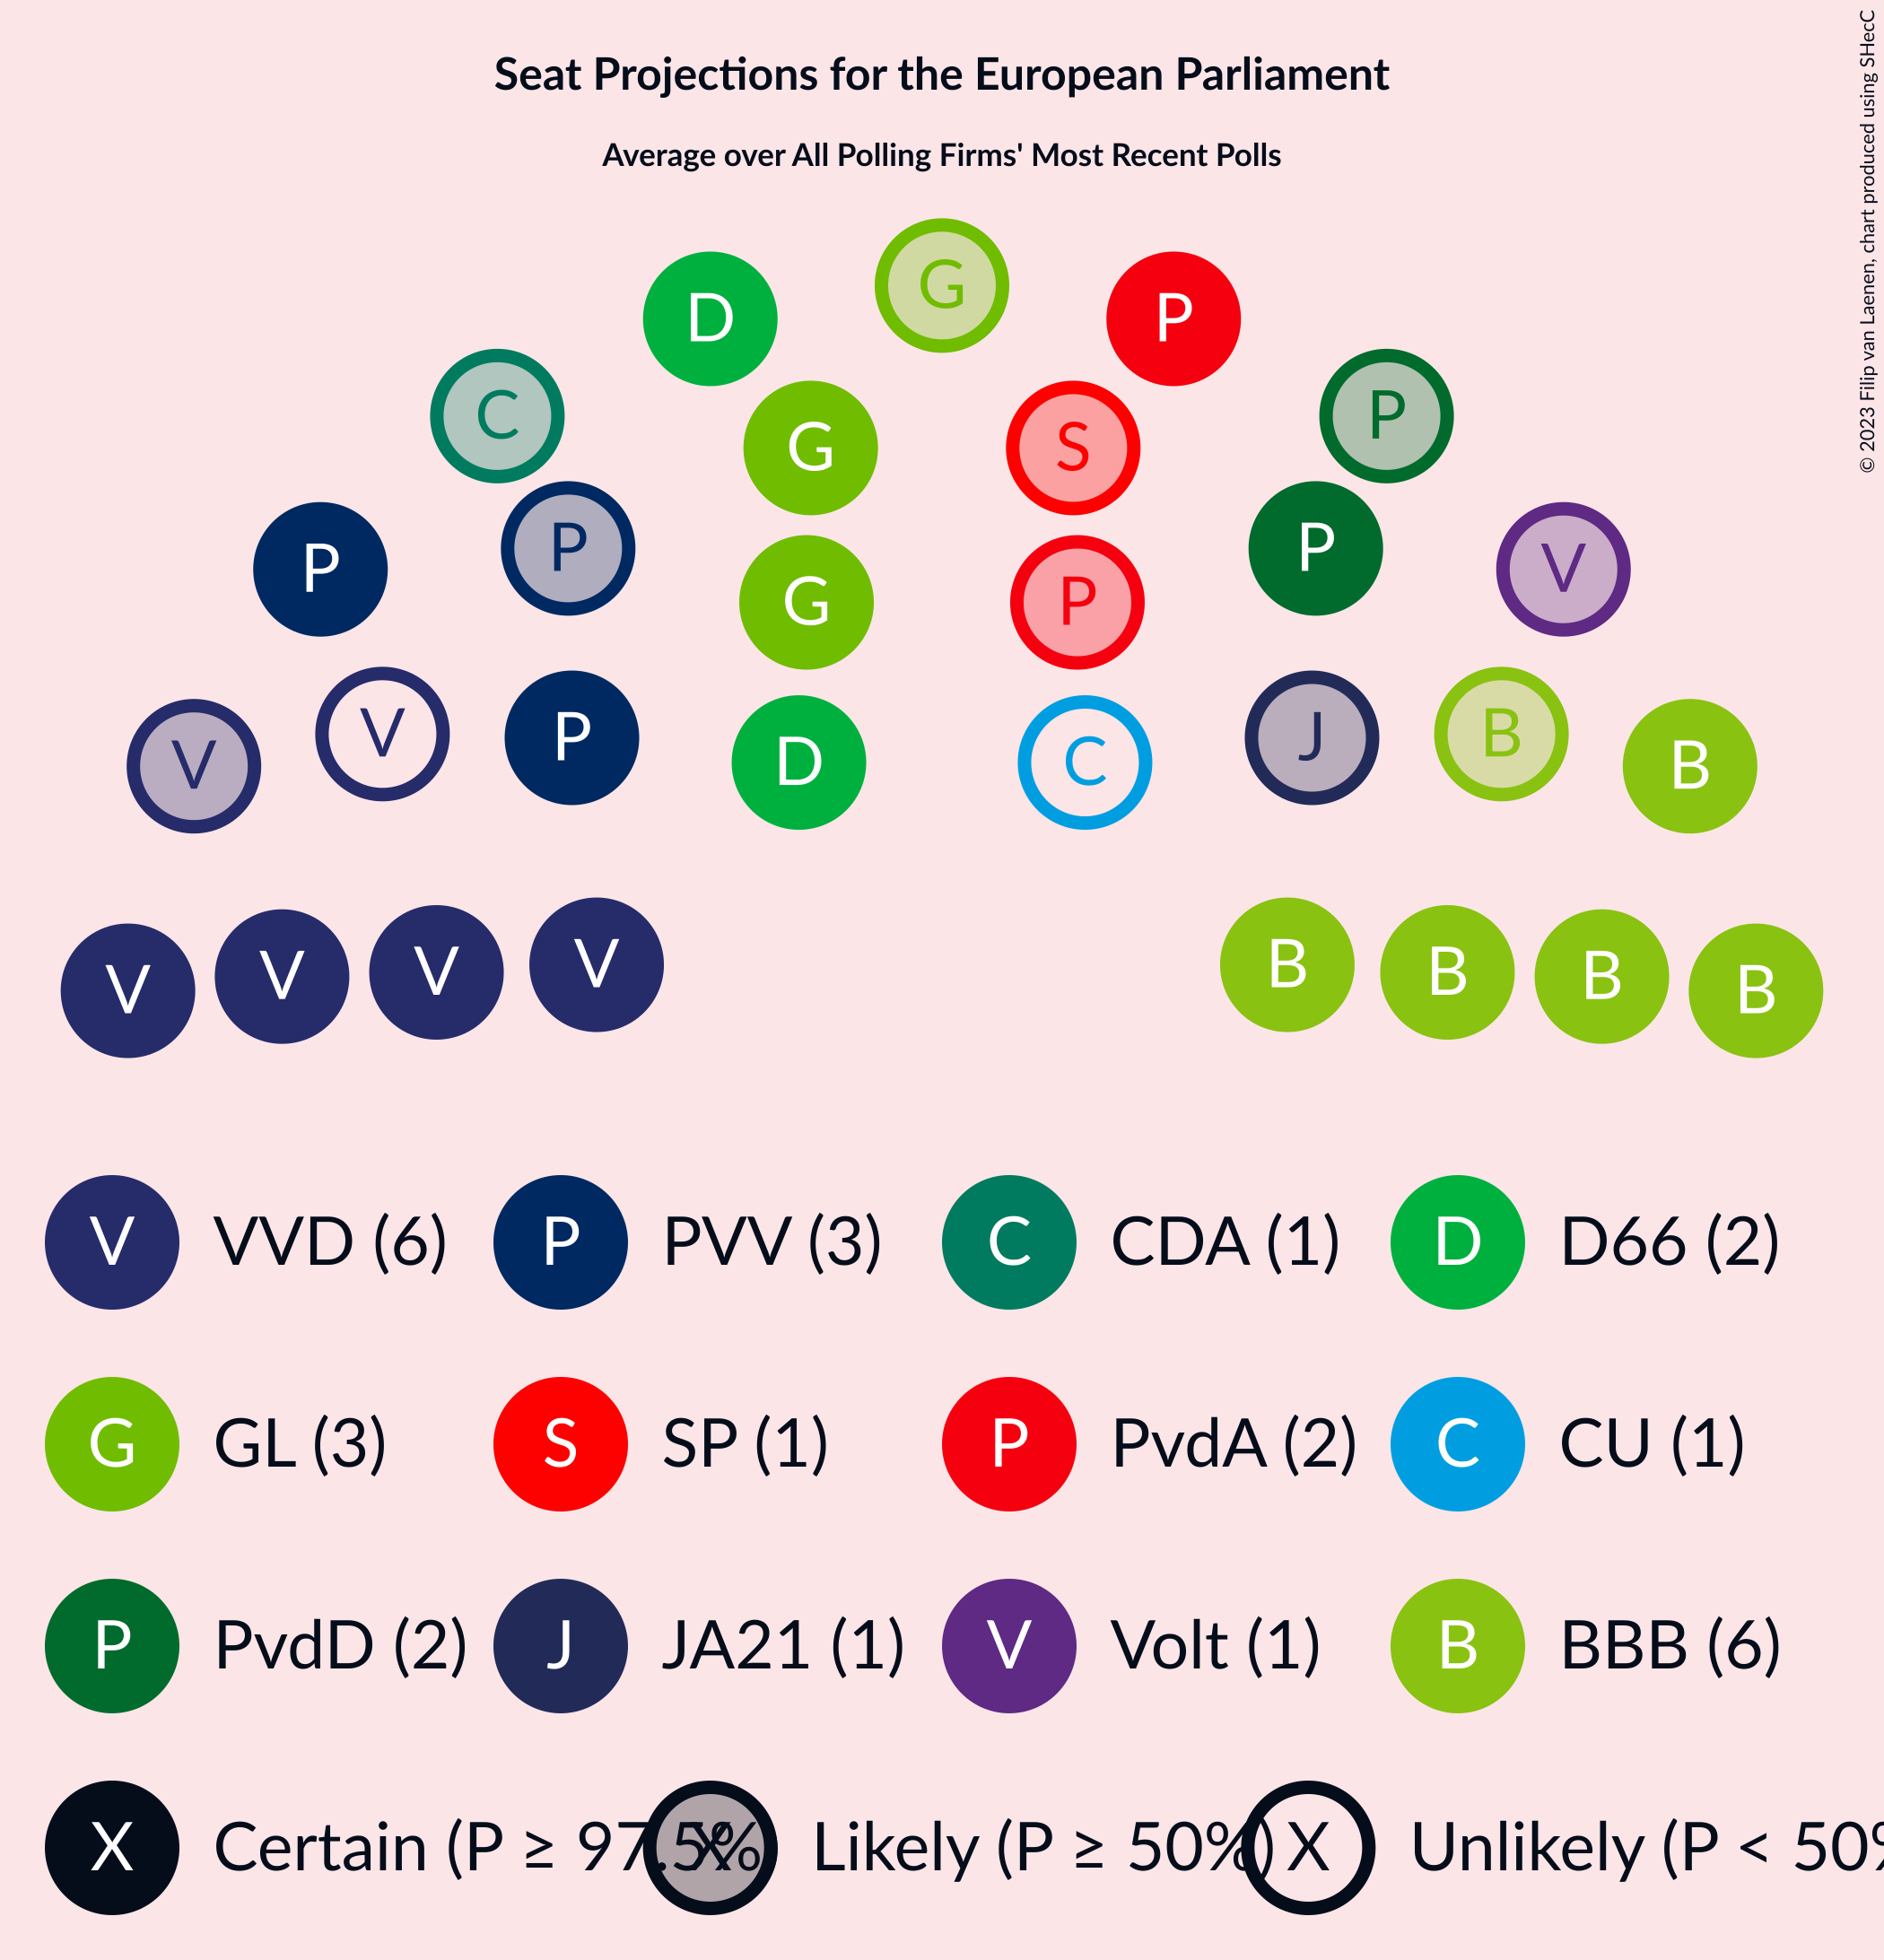 Seat Projections for the European Parliament
Average over All Polling Firms' Most Recent Polls
© 2023 Filip van Laenen, chart produced using SHecC
G
D P
C P
G S
P P P V
G P
V V P D C J B B
V V V V B B B B
V VVD (6) P PVV (3) C CDA (1) D D66 (2)
G GL (3) S SP (1) P PvdA (2) C CU (1)
P PvdD (2) J JA21 (1) V Volt (1) B BBB (6)
X Certain (P ≥ 97.5% X Likely (P ≥ 50%) X Unlikely (P < 50%